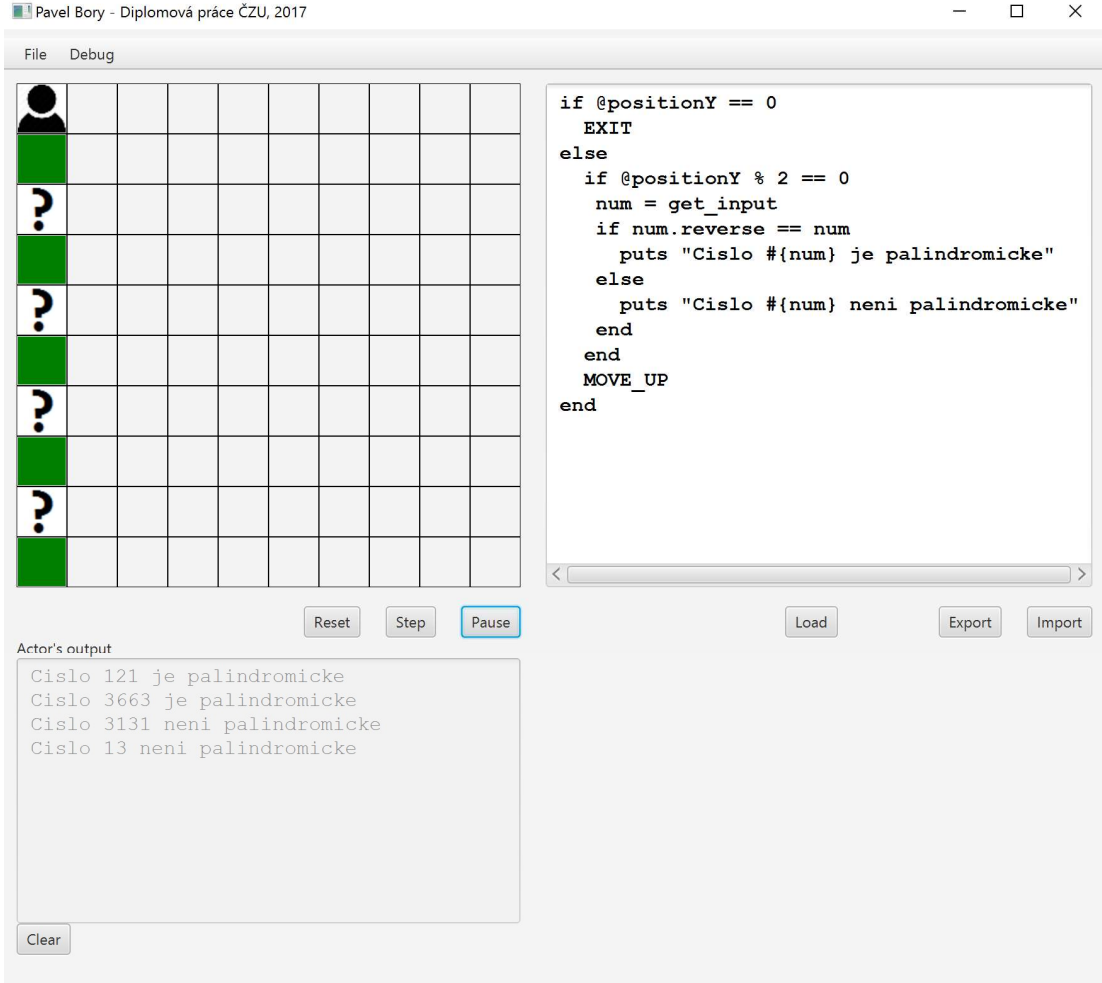 Pavel Bory - Diplomová práce ČZU, 2017
File Debug
if @positionY == 0
EXIT
else
if @positionY % 2 == 0
num = get_input
if num.reverse == num
puts "Cislo #{num} je palindromicke"
else
puts "Cislo #{num} neni palindromicke"
end
end
MOVE_UP
end
?
?
?
?
Reset Step Pause Load Export Import
Actor's output
Cislo 121 je palindromicke
Cislo 3663 je palindromicke
Cislo 3131 neni palindromicke
Cislo 13 neni palindromicke
Clear